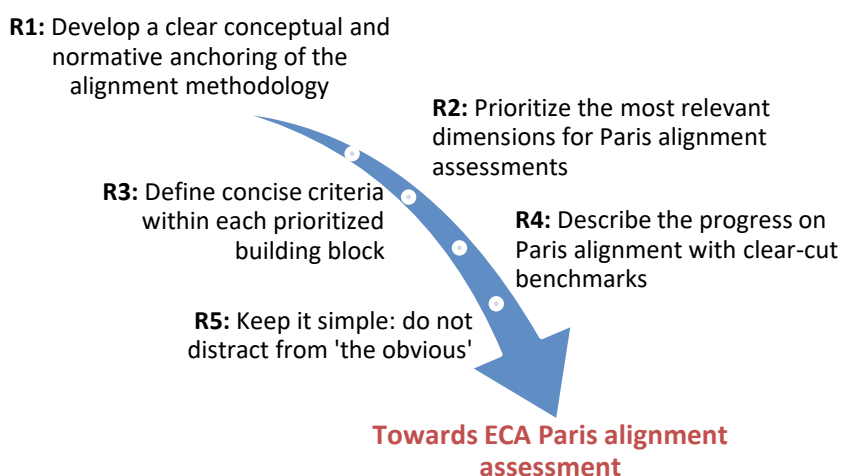 R1: Develop a clear conceptual and
normative anchoring of the
alignment methodology
R2: Prioritize the most relevant
dimensions for Paris alignment
assessments
R3: Define concise criteria
within each prioritized
building block
R4: Describe the progress on
Paris alignment with clear-cut
benchmarks
R5: Keep it simple: do not
distract from 'the obvious'
Towards ECA Paris alignment
assessment